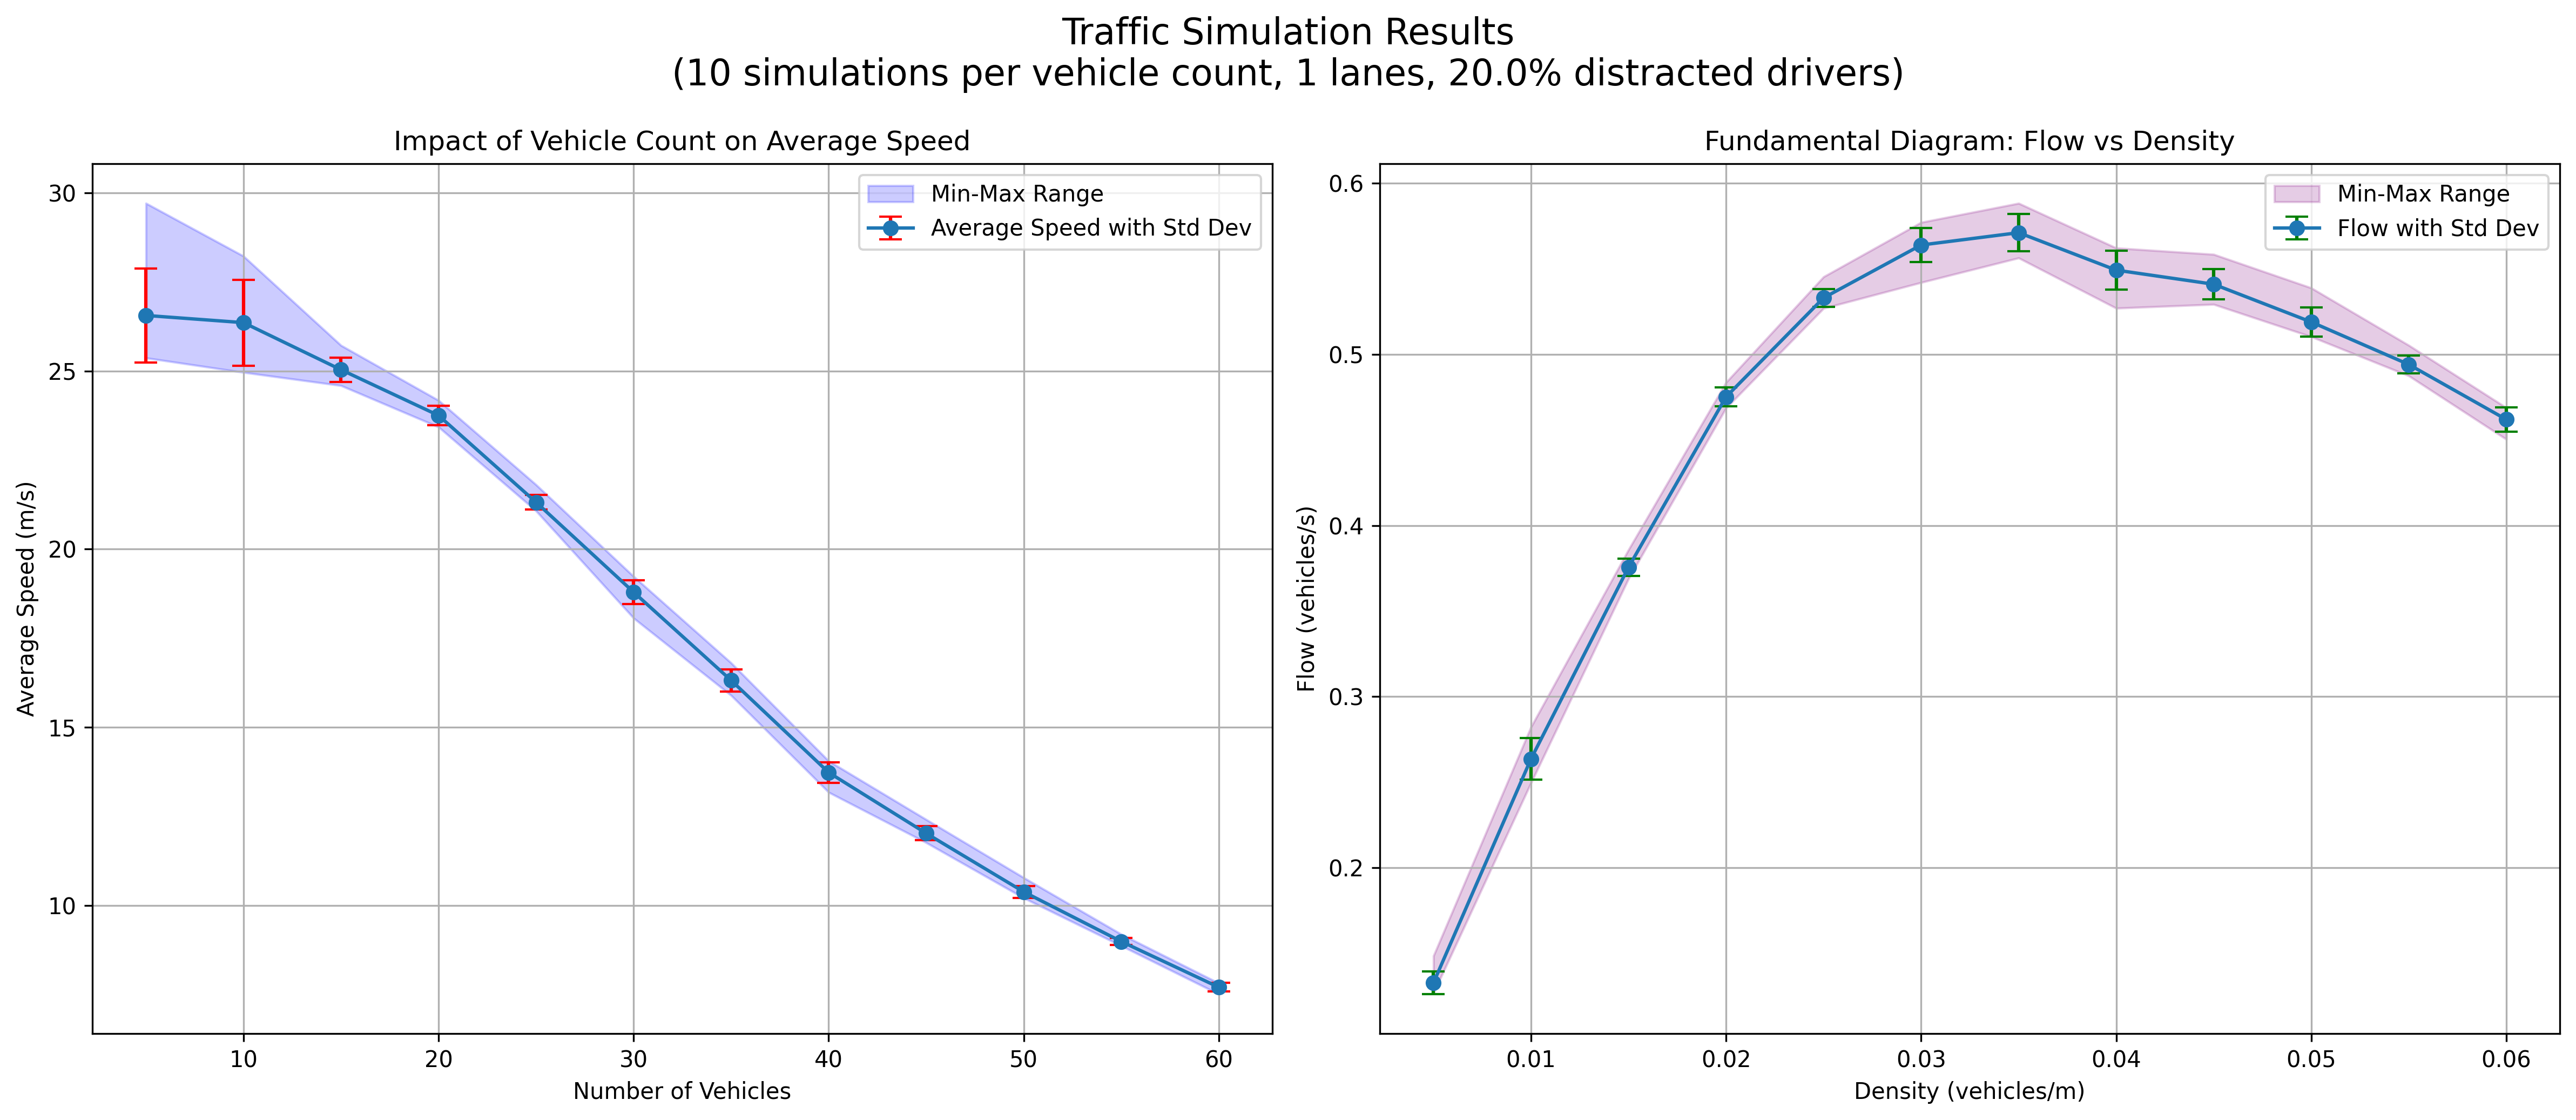 Traffic Simulation Results
(10 simulations per vehicle count, 1 lanes, 20.0% distracted drivers)
Impact of Vehicle Count on Average Speed
Min-Max Range
Average Speed with Std Dev
30
25
20
15
10
Average Speed (m/s)
10
20
30
40
50
60
Number of Vehicles
Fundamental Diagram: Flow vs Density
Min-Max Range
Flow with Std Dev
0.6
0.5
0.4
0.3
0.2
Flow (vehicles/s)
0.01
0.02
0.03
0.04
0.05
0.06
Density (vehicles/m)